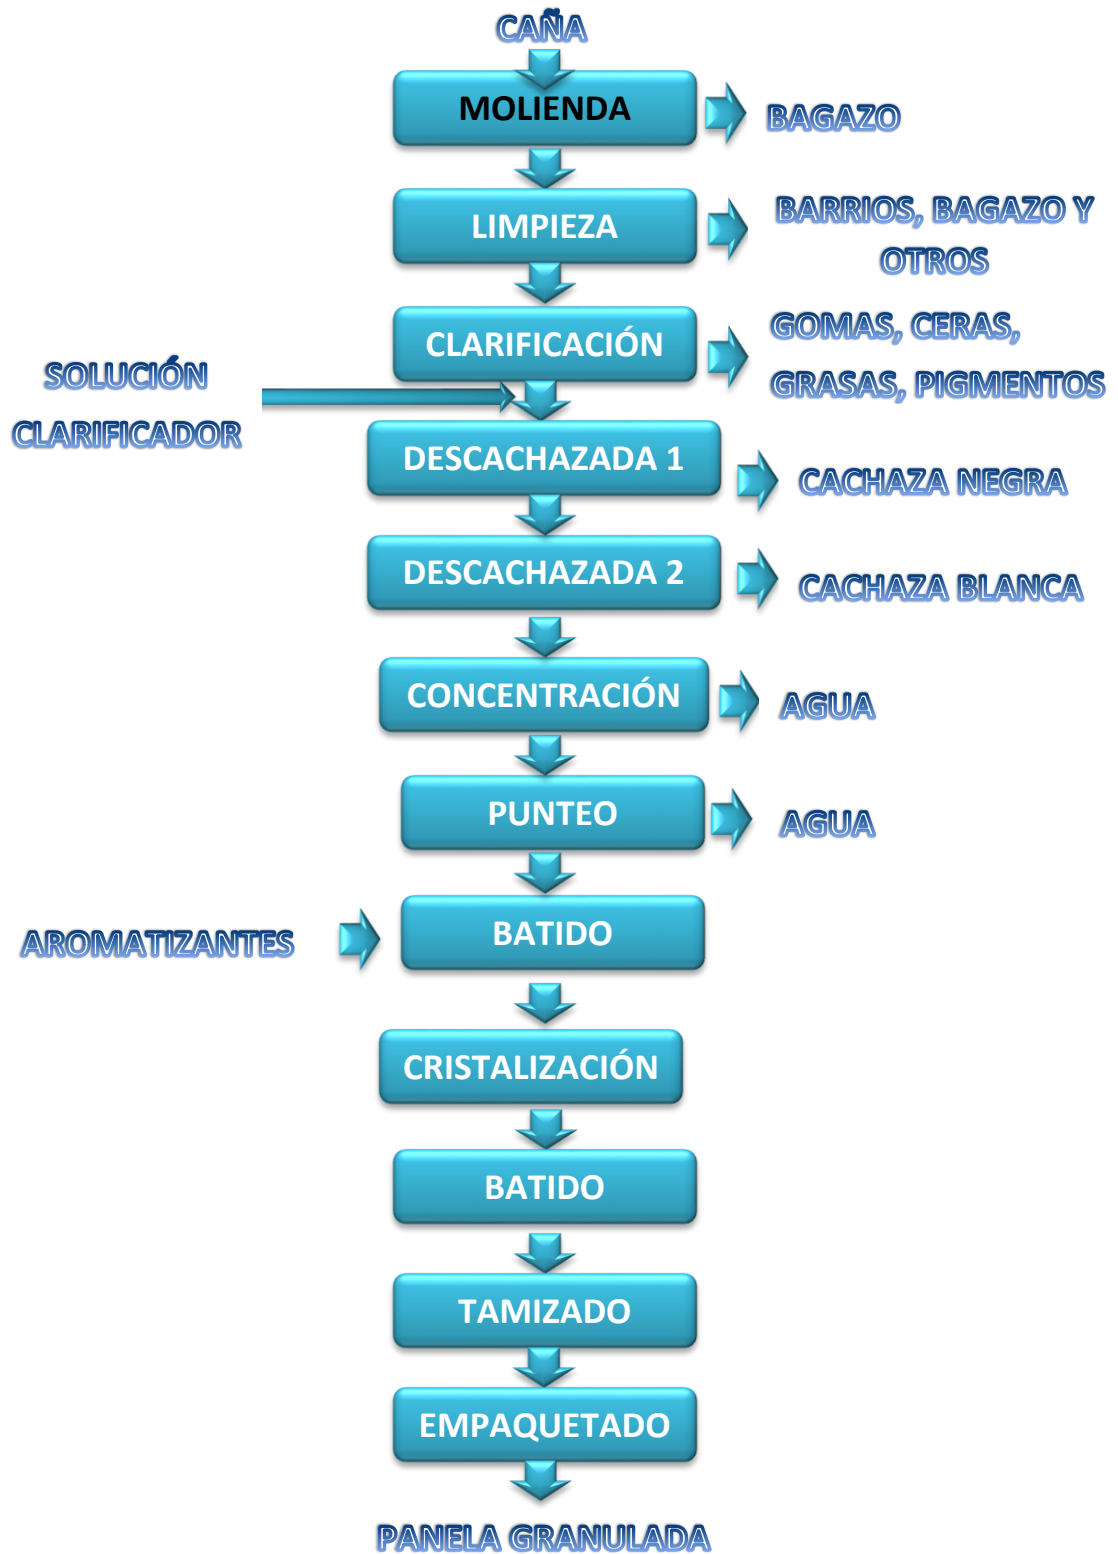 CAÑA
MOLIENDA
BAGAZO
LIMPIEZA
BARRIOS, BAGAZO Y
OTROS
CLARIFICACIÓN
GOMAS, CERAS,
GRASAS, PIGMENTOS
SOLUCIÓN
CLARIFICADOR
DESCACHAZADA 1
CACHAZA NEGRA
DESCACHAZADA 2
CACHAZA BLANCA
CONCENTRACIÓN
AGUA
PUNTEO
AGUA
AROMATIZANTES
BATIDO
CRISTALIZACIÓN
BATIDO
TAMIZADO
EMPAQUETADO
PANELA GRANULADA